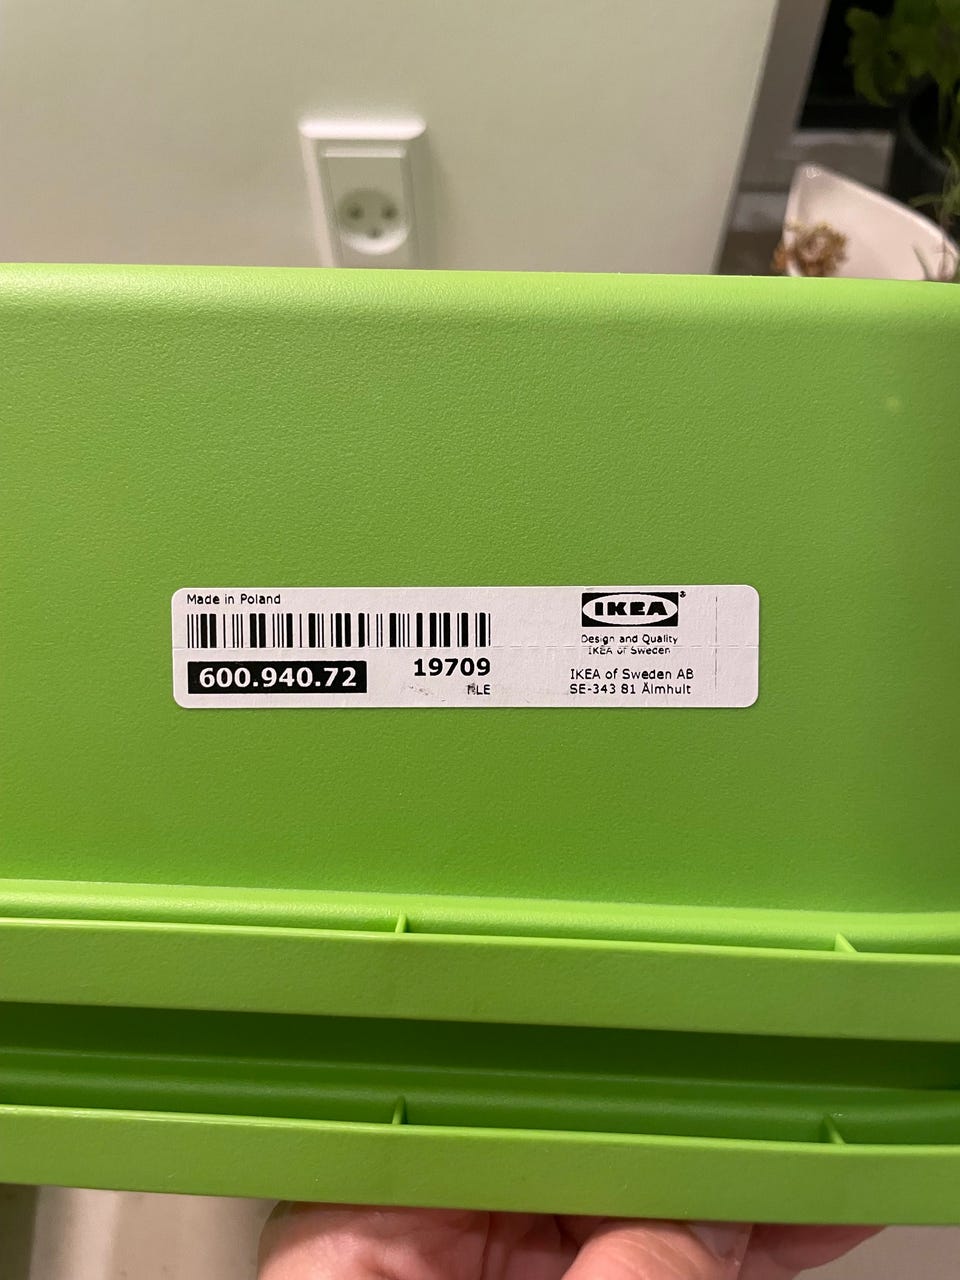 Made in Poland
600.940.72
19709
IKEA®
Design and Quality
IKEA of Sweden
IKEA of Sweden AB
SE-343 81 Älmhult